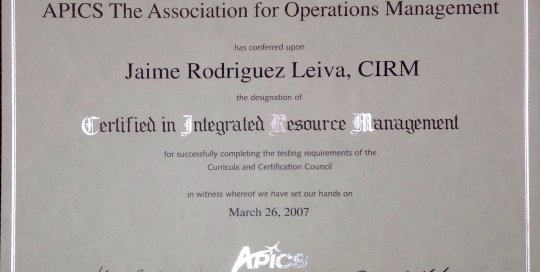 APICS The Association for Operations Management
has conferred upon
Jaime Rodriguez Leiva, CIRM
the designation of
Certified in Integrated Resource Management
for successfully completing the testing requirements of the
Curricula and Certification Council
in witness whereof we have set our hands on
March 26, 2007
APICS